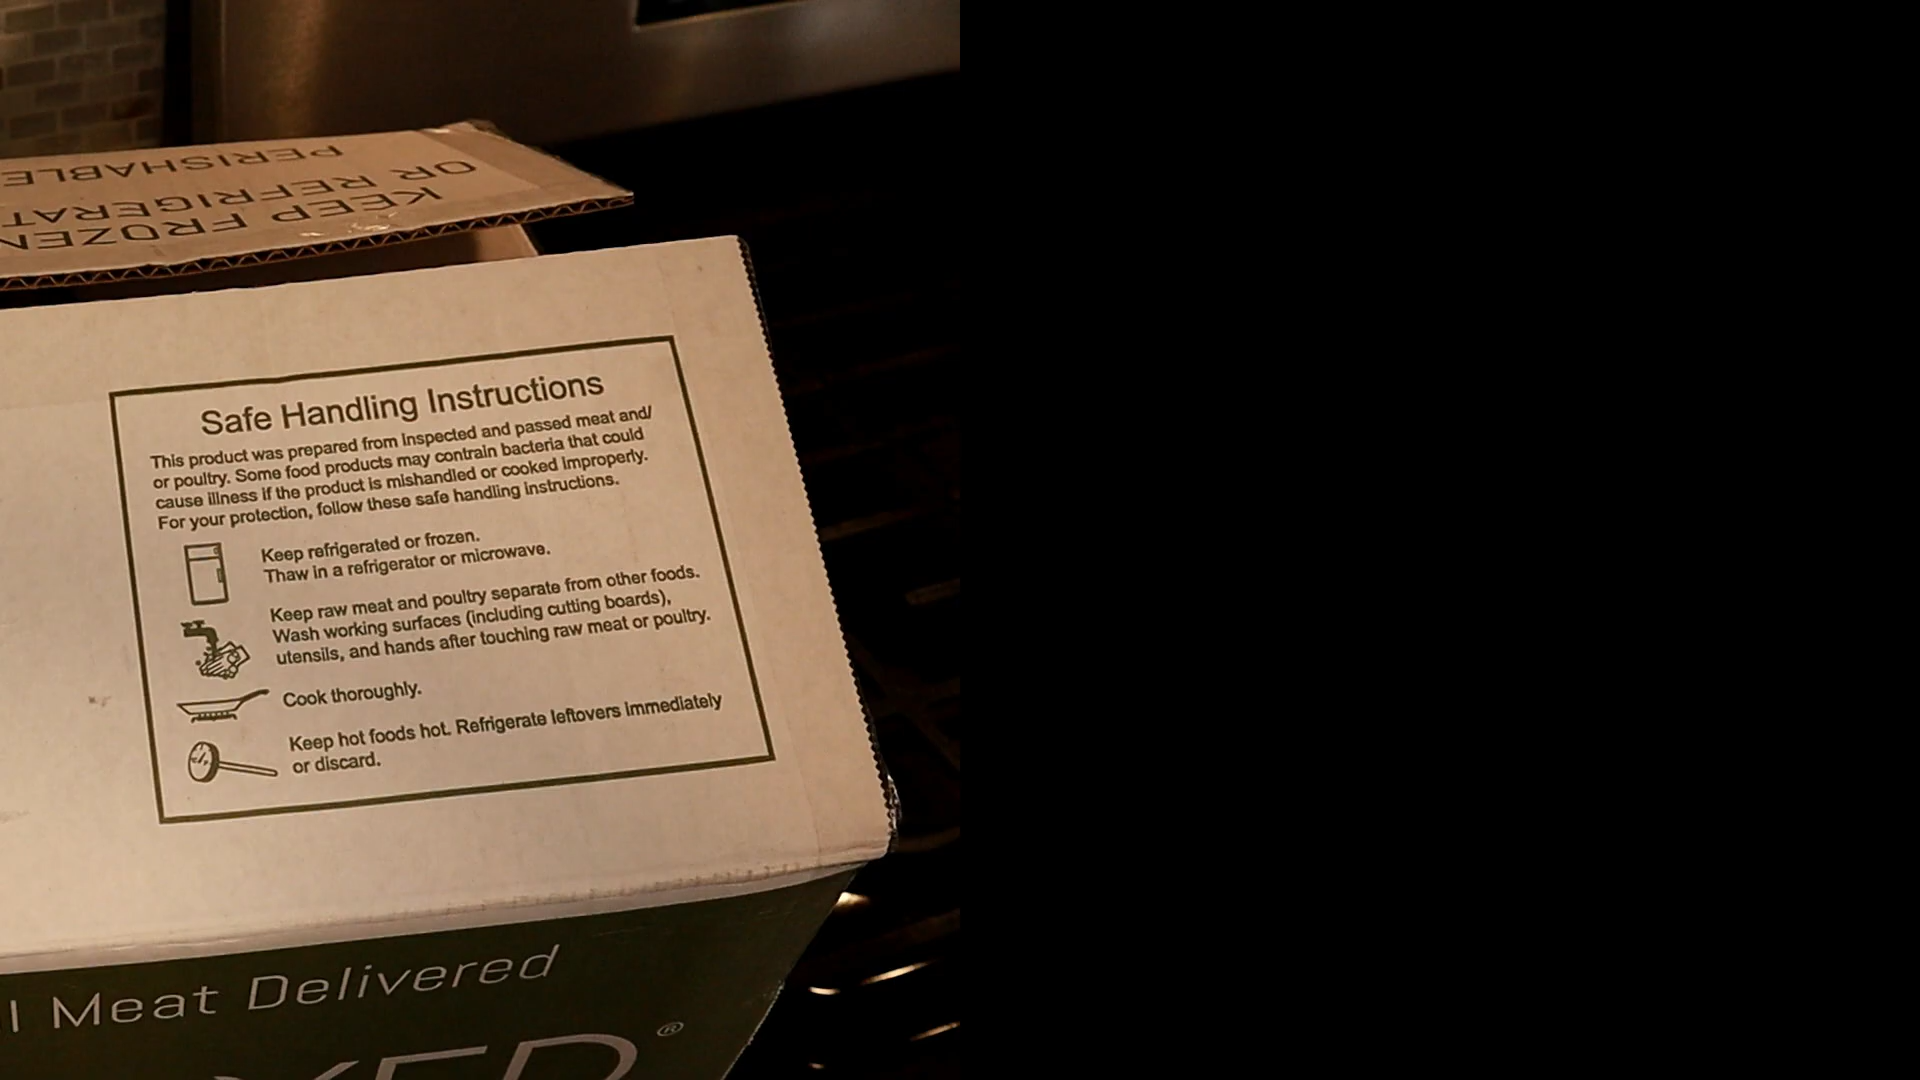 PERISHABLE
OR REFRIGERAT
KEEP FROZEN
Safe Handling Instructions
This product was prepared from inspected and passed meat and/
or poultry. Some food products may contrain bacteria that could
cause illness if the product is mishandled or cooked improperly.
For your protection, follow these safe handling instructions.
Keep refrigerated or frozen.
Thaw in a refrigerator or microwave.
Keep raw meat and poultry separate from other foods.
Wash working surfaces (including cutting boards),
utensils, and hands after touching raw meat or poultry.
Cook thoroughly.
Keep hot foods hot. Refrigerate leftovers immediately
or discard.
l Meat Delivered
XED®